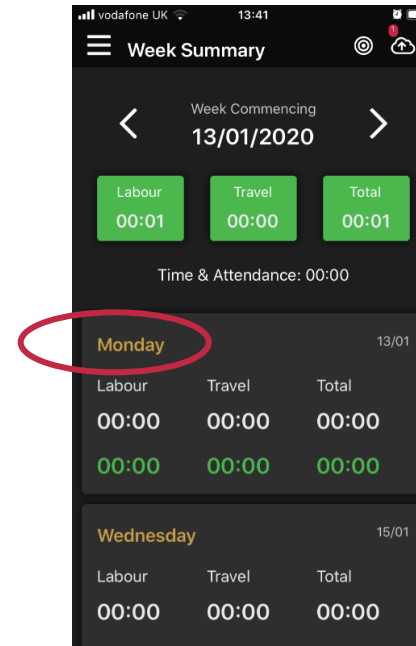 vodafone UK 13:41
Week Summary
1
Week Commencing
13/01/2020
Labour Travel Total
00:01 00:00 00:01
Time & Attendance: 00:00
Monday 13/01
Labour Travel Total
00:00 00:00 00:00
00:00 00:00 00:00
Wednesday 15/01
Labour Travel Total
00:00 00:00 00:00